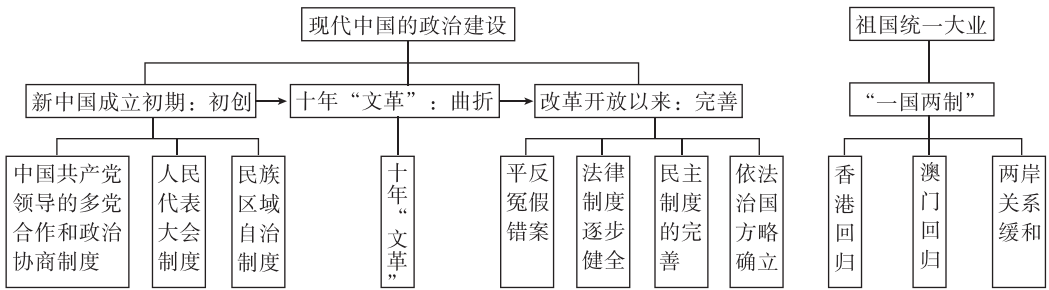 现代中国的政治建设
祖国统一大业
新中国成立初期：初创
十年“文革”：曲折
改革开放以来：完善
“一国两制”
中国共产党
领导的多党
合作和政治
协商制度
人民
代表
大会
制度
民族
区域
自治
制度
十年“文革”
平反
冤假
错案
法律
制度
逐步
健全
民主
制度
的完
善
依法
治国
方略
确立
香港回归
澳门回归
两岸
关系
缓和